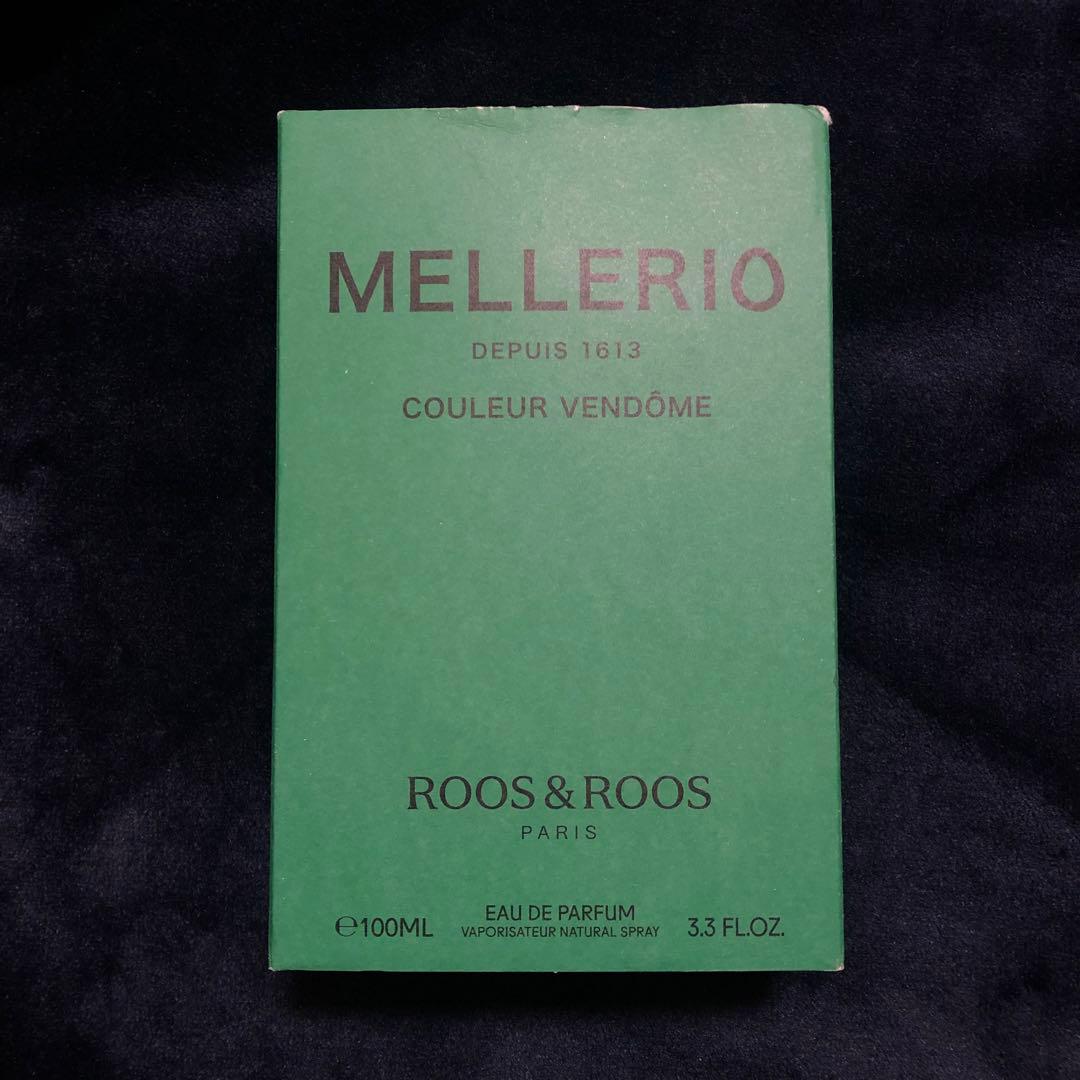 MELLERIO
DEPUIS 1613
COULEUR VENDÔME
ROOS & ROOS
PARIS
℮100ML
EAU DE PARFUM
VAPORISATEUR NATURAL SPRAY
3.3 FL.OZ.